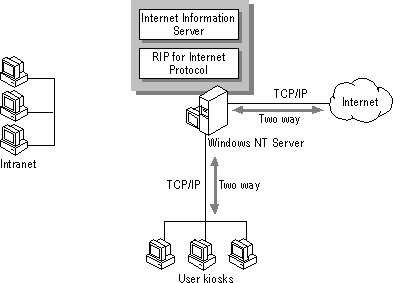 Internet Information
Server
RIP for Internet
Protocol
TCP/IP
Internet
Two way
Windows NT Server
Intranet
TCP/IP
Two way
User kiosks